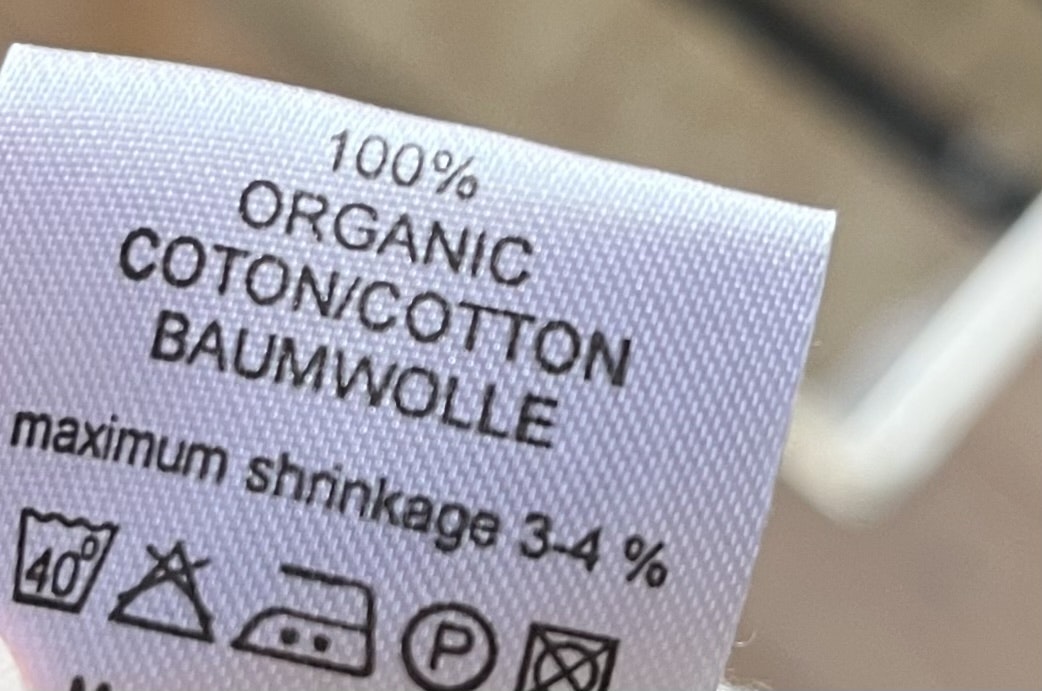 100%
ORGANIC
COTON/COTTON
BAUMWOLLE
maximum shrinkage 3-4 %
40° P